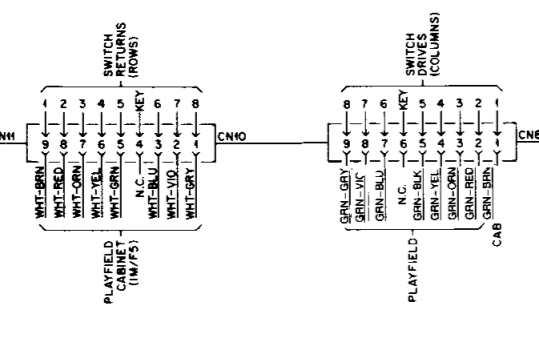 SWITCH
RETURNS
(ROWS)
1 2 3 4 5 KEY 6 7 8
9 8 7 6 5 4 3 2 1
CN10
WHT-BRN
WHT-RED
WHT-ORN
WHT-YEL
WHT-GRN
N.C.
WHT-BLU
WHT-VIO
WHT-GRY
PLAYFIELD
CABINET
(1M/F5)
SWITCH
DRIVES
(COLUMNS)
8 7 6 KEY 5 4 3 2 1
9 8 7 6 5 4 3 2 1
GRN-GRY
GRN-VIO
GRN-BLU
N.C.
GRN-BLK
GRN-YEL
GRN-ORN
GRN-RED
GRN-BRN
PLAYFIELD
CAB